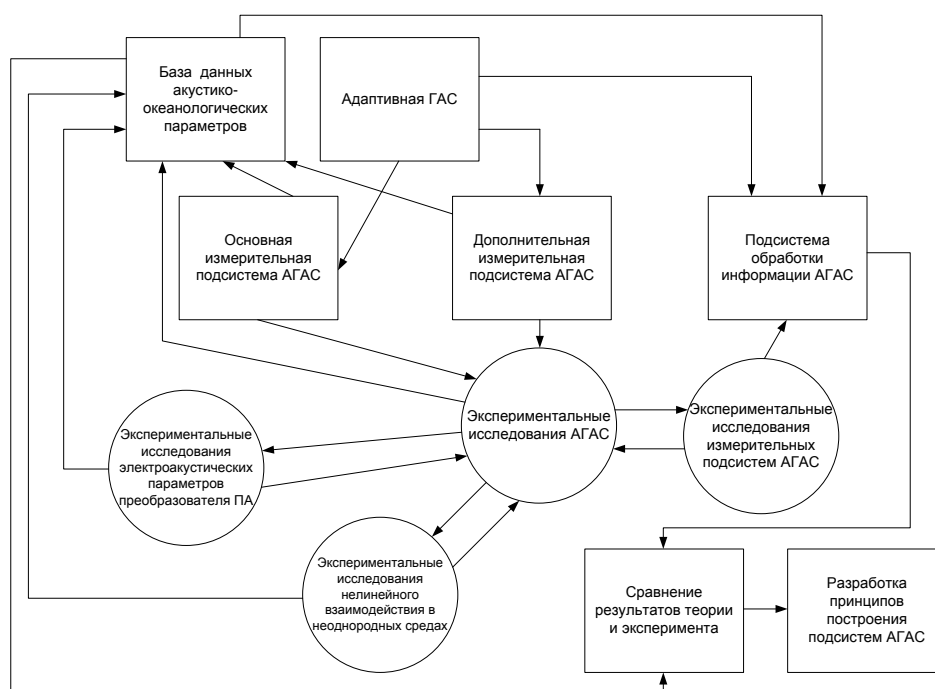 База данных
акустико-
океанологических
параметров
Адаптивная ГАС
Основная
измерительная
подсистема АГАС
Дополнительная
измерительная
подсистема АГАС
Подсистема
обработки
информации АГАС
Экспериментальные
исследования
электроакустических
параметров
преобразователя ПА
Экспериментальные
исследования АГАС
Экспериментальные
исследования
измерительных
подсистем АГАС
Экспериментальные
исследования
нелинейного
взаимодействия в
неоднородных средах
Сравнение
результатов теории
и эксперимента
Разработка
принципов
построения
подсистем АГАС